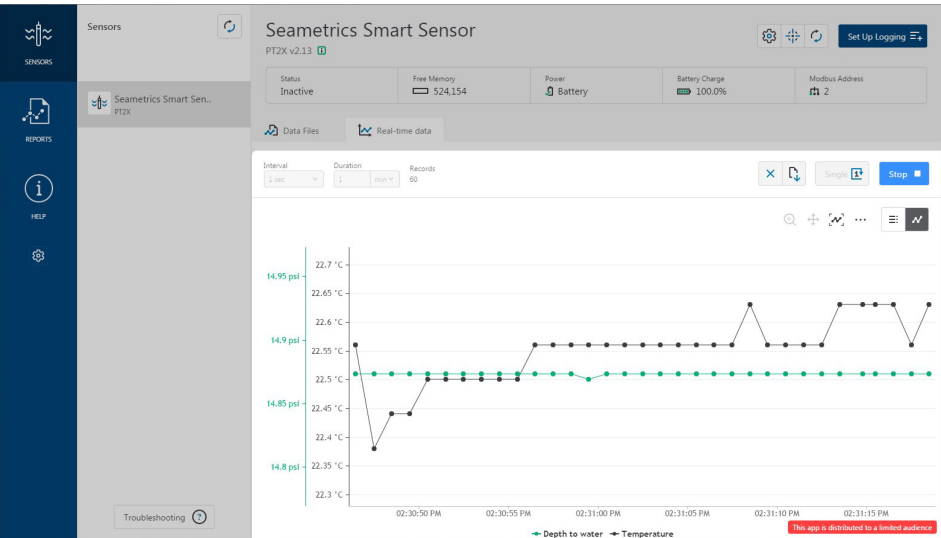 SENSORS
REPORTS
HELP
Sensors
Seametrics Smart Sen..
PT2X
Troubleshooting ?
Seametrics Smart Sensor
PT2X v2.13
Set Up Logging
Status
Inactive
Free Memory
524,154
Power
Battery
Battery Charge
100.0%
Modbus Address
2
Data Files
Real-time data
Interval
1 sec
Duration
1 min
Records
60
Single
Stop
14.95 psi
14.9 psi
14.85 psi
14.8 psi
22.7 °C
22.65 °C
22.6 °C
22.55 °C
22.5 °C
22.45 °C
22.4 °C
22.35 °C
22.3 °C
02:30:50 PM 02:30:55 PM 02:31:00 PM 02:31:05 PM 02:31:10 PM 02:31:15 PM
This app is distributed to a limited audience
Depth to water Temperature